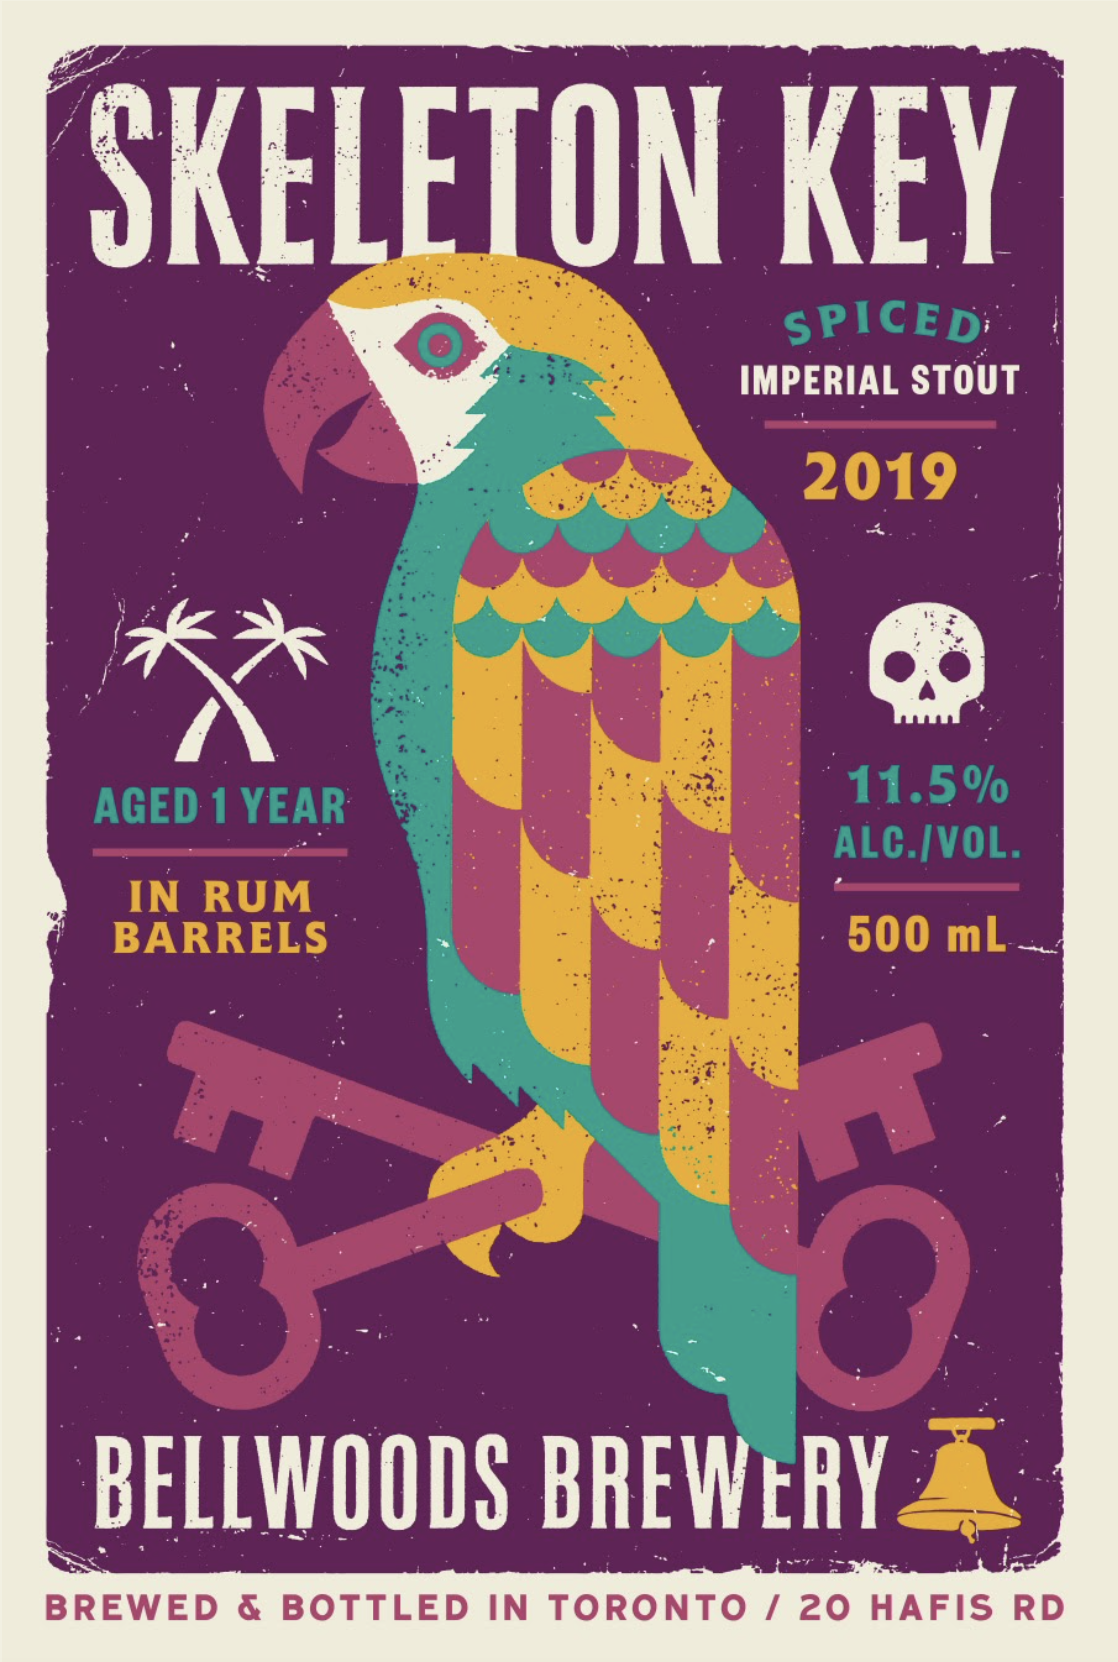 SKELETON KEY
SPICED
IMPERIAL STOUT
2019
AGED 1 YEAR
IN RUM
BARRELS
11.5%
ALC./VOL.
500 mL
BELLWOODS BREWERY
BREWED & BOTTLED IN TORONTO / 20 HAFIS RD